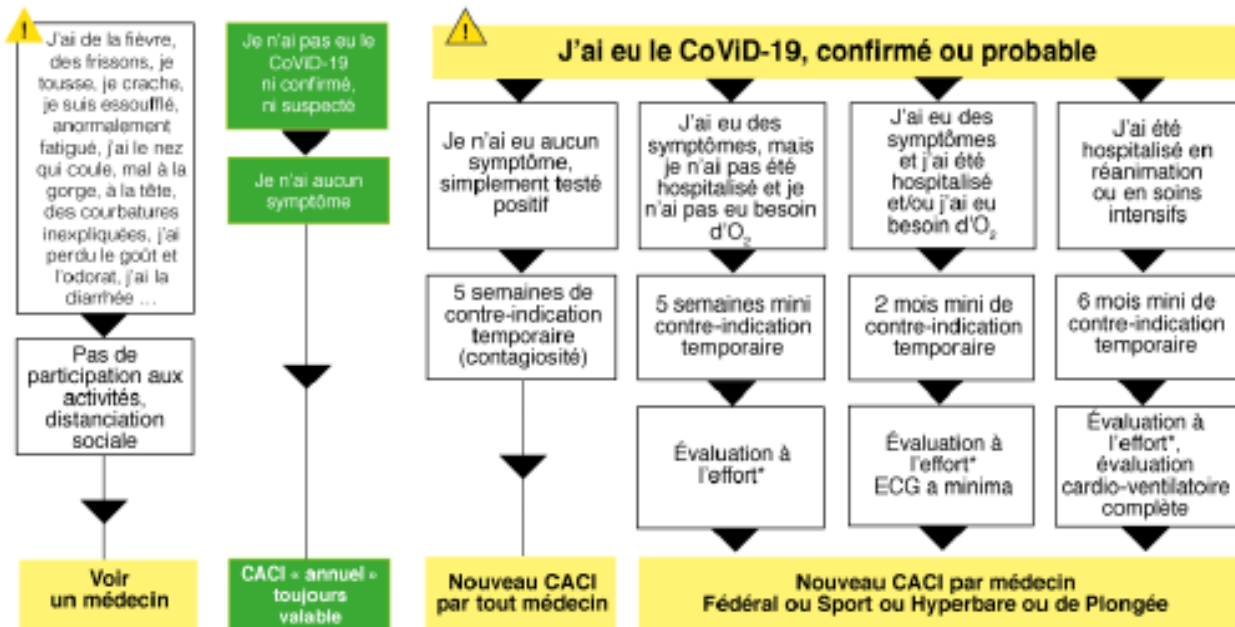 !
J'ai de la fièvre,
des frissons, je
tousse, je crache,
je suis essoufflé,
anormalement
fatigué, j'ai le nez
qui coule, mal à la
gorge, à la tête,
des courbatures
inexpliquées, j'ai
perdu le goût et
l'odorat, j'ai la
diarrhée ...
Pas de
participation aux
activités,
distanciation
sociale
Voir
un médecin
Je n'ai pas eu le
CoViD-19
ni confirmé,
ni suspecté
Je n'ai aucun
symptôme
CACI « annuel »
toujours
valable
!
J'ai eu le CoViD-19, confirmé ou probable
Je n'ai eu aucun
symptôme,
simplement testé
positif
5 semaines de
contre-indication
temporaire
(contagiosité)
Nouveau CACI
par tout médecin
J'ai eu des
symptômes, mais
je n'ai pas été
hospitalisé et je
n'ai pas eu besoin
d'O₂
5 semaines mini
contre-indication
temporaire
Évaluation à
l'effort*
J'ai eu des
symptômes
et j'ai été
hospitalisé
et/ou j'ai eu
besoin d'O₂
2 mois mini de
contre-indication
temporaire
Évaluation à
l'effort*
ECG a minima
J'ai été
hospitalisé en
réanimation
ou en soins
intensifs
6 mois mini de
contre-indication
temporaire
Évaluation à
l'effort*,
évaluation
cardio-ventilatoire
complète
Nouveau CACI par médecin
Fédéral ou Sport ou Hyperbare ou de Plongée